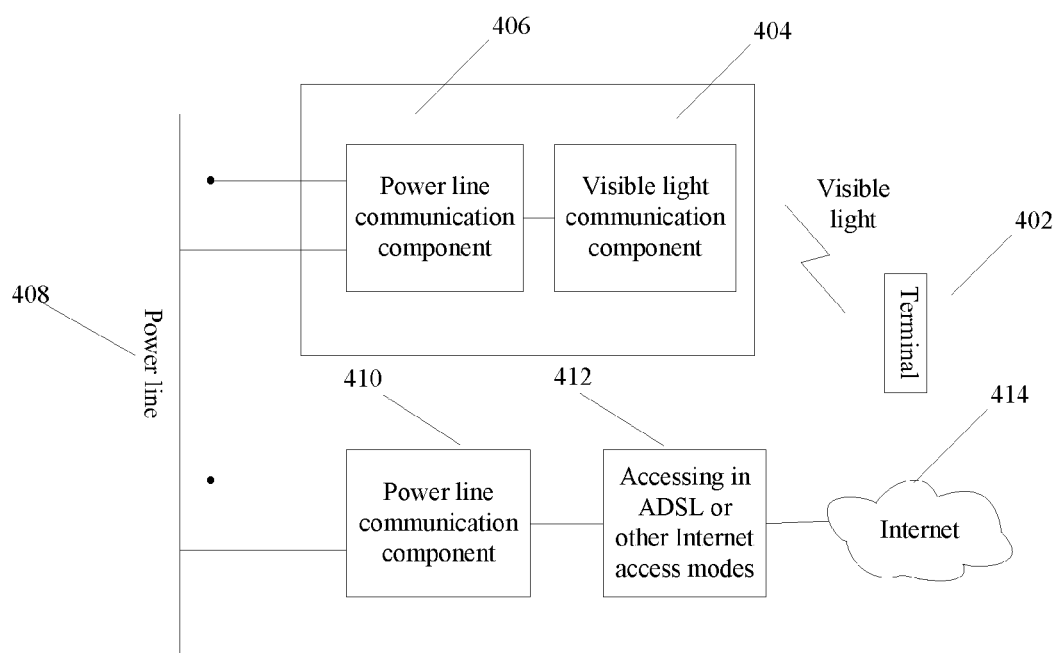 406
404
Power line
communication
component
Visible light
communication
component
Visible
light
402
Terminal
408
Power line
410
412
414
Power line
communication
component
Accessing in
ADSL or
other Internet
access modes
Internet